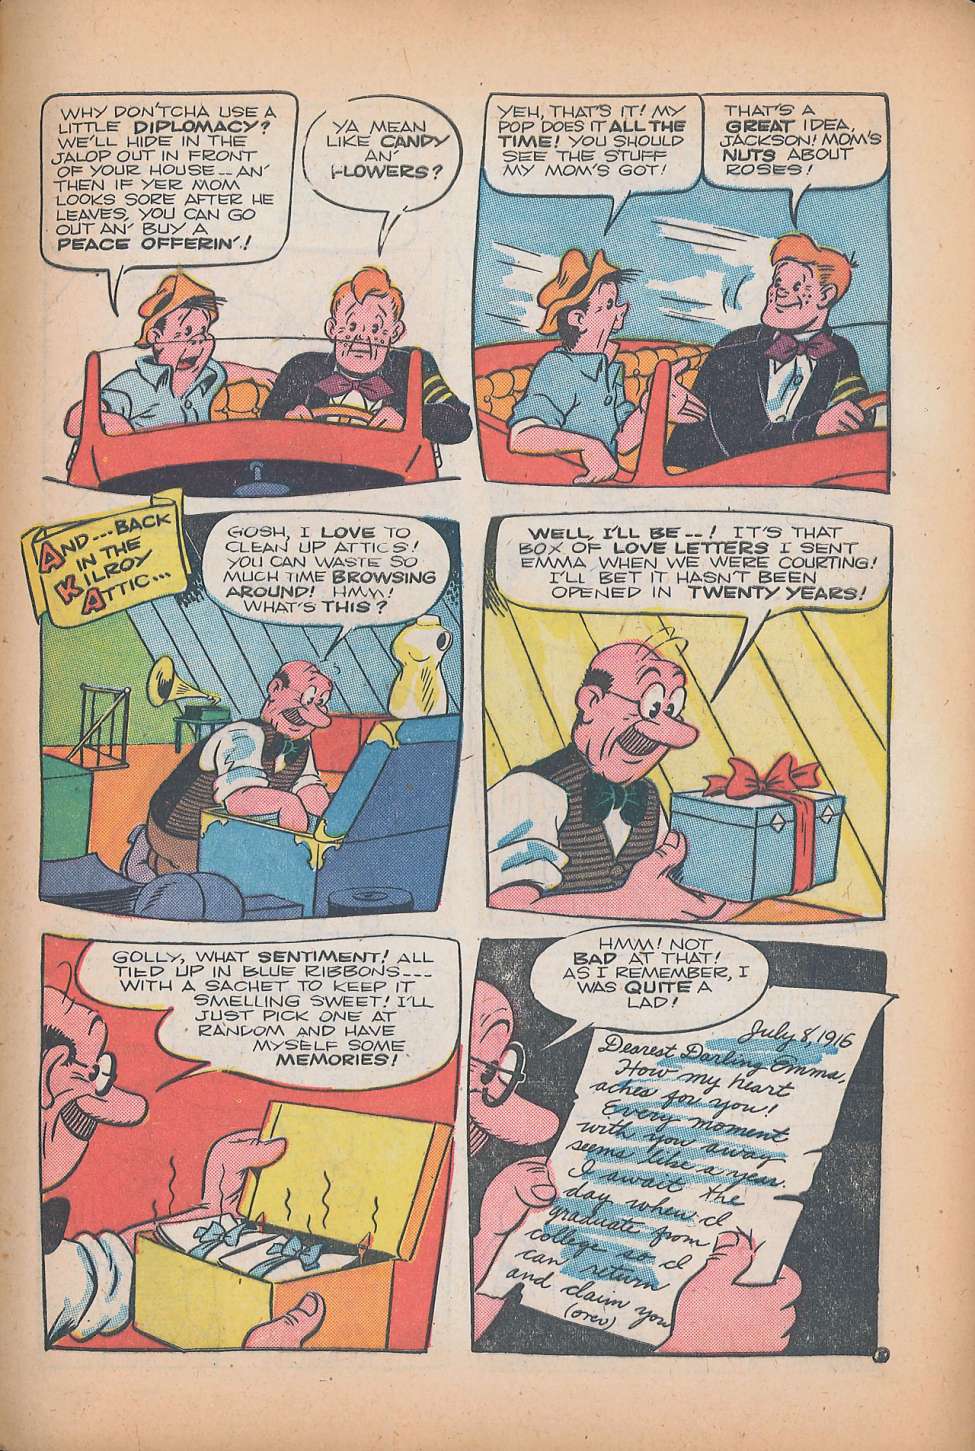 WHY DON'TCHA USE A
LITTLE DIPLOMACY?
WE'LL HIDE IN THE
JALOP OUT IN FRONT
OF YOUR HOUSE -- AN'
THEN IF YER MOM
LOOKS SORE AFTER HE
LEAVES, YOU CAN GO
OUT AN' BUY A
PEACE OFFERIN'!
YA MEAN
LIKE CANDY
AN'
FLOWERS?
YEH, THAT'S IT! MY
POP DOES IT ALL THE
TIME! YOU SHOULD
SEE THE STUFF
MY MOM'S GOT!
THAT'S A
GREAT IDEA,
JACKSON! MOM'S
NUTS ABOUT
ROSES!
AND...BACK
IN THE
KILROY
ATTIC...
GOSH, I LOVE TO
CLEAN UP ATTICS!
YOU CAN WASTE SO
MUCH TIME BROWSING
AROUND! HMM!
WHAT'S THIS?
WELL, I'LL BE --! IT'S THAT
BOX OF LOVE LETTERS I SENT
EMMA, WHEN WE WERE COURTING!
I'LL BET IT HASN'T BEEN
OPENED IN TWENTY YEARS!
GOLLY, WHAT SENTIMENT! ALL
TIED UP IN BLUE RIBBONS----
WITH A SACHET TO KEEP IT
SMELLING SWEET! I'LL
JUST PICK ONE AT
RANDOM AND HAVE
MYSELF SOME
MEMORIES!
HMM! NOT
BAD AT THAT!
AS I REMEMBER, I
WAS QUITE A
LAD!
July 8, 1916
Dearest Darling Emma,
How my heart
aches for you!
Every moment
with you away
seems like a year.
I await the
day when I
graduate from
college so I
can return
and claim you
(over)